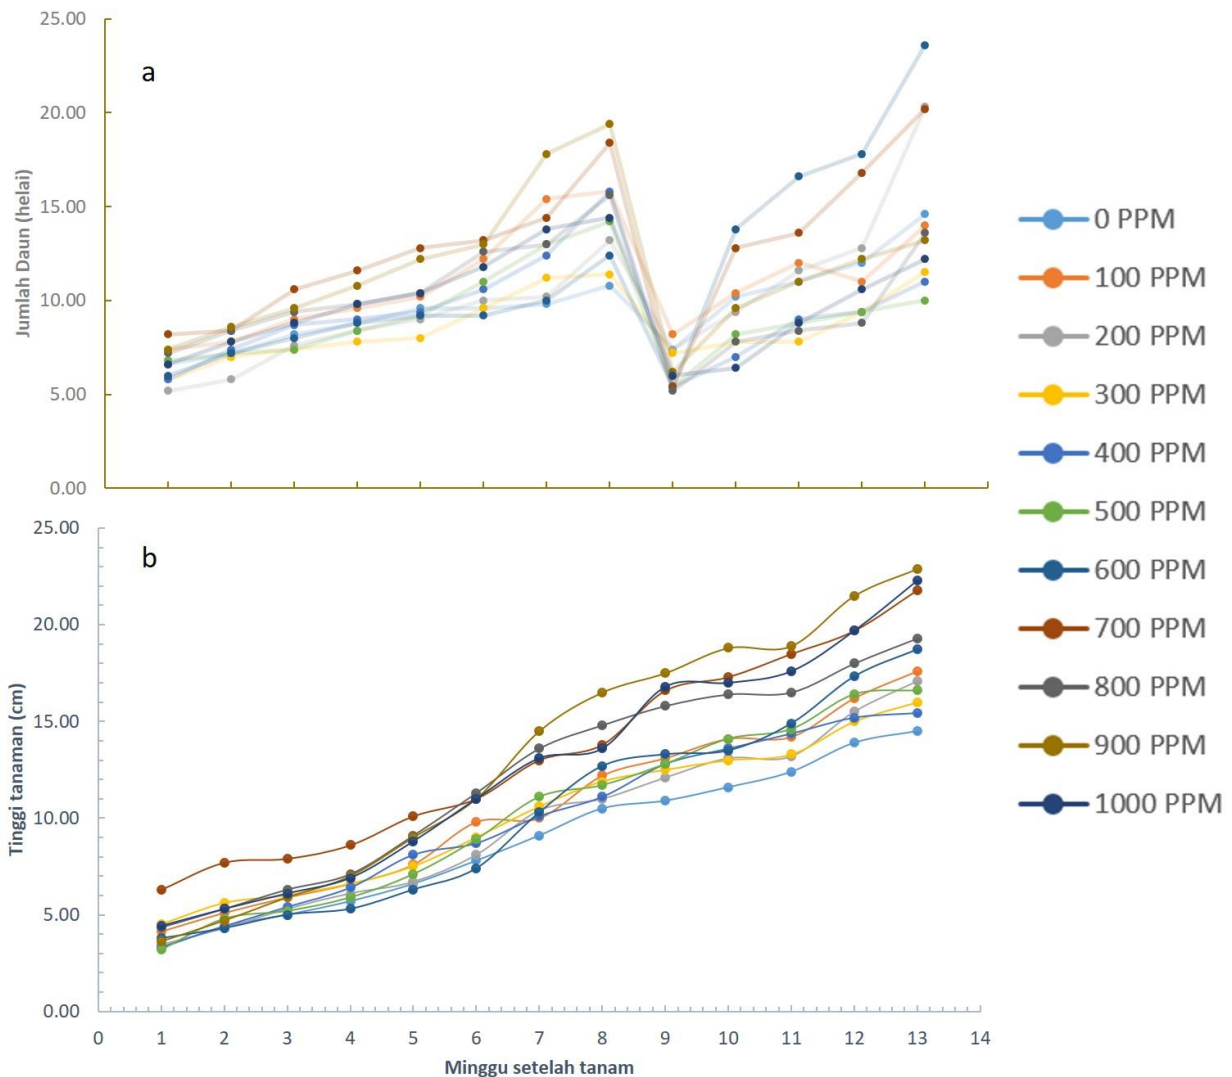 25.00
a
20.00
15.00
10.00
5.00
0.00
Jumlah Daun (helai)
25.00
b
20.00
15.00
10.00
5.00
0.00
Tinggi tanaman (cm)
0 1 2 3 4 5 6 7 8 9 10 11 12 13 14
Minggu setelah tanam
0 PPM
100 PPM
200 PPM
300 PPM
400 PPM
500 PPM
600 PPM
700 PPM
800 PPM
900 PPM
1000 PPM